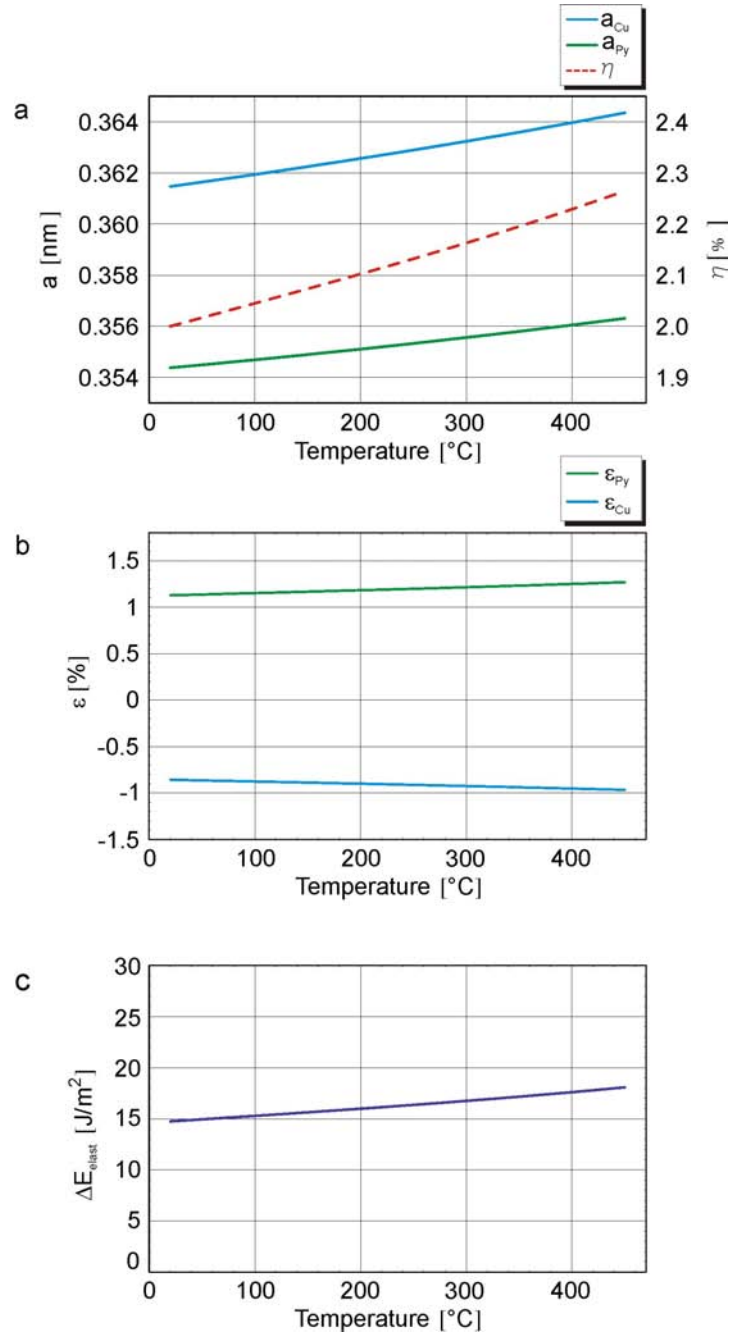 a_Cu
a_Py
η
a
0.364
0.362
0.360
0.358
0.356
0.354
a [nm]
2.4
2.3
2.2
2.1
2.0
1.9
η [%]
0 100 200 300 400
Temperature [°C]
ε_Py
ε_Cu
b
1.5
1
0.5
0
-0.5
-1
-1.5
ε [%]
0 100 200 300 400
Temperature [°C]
c
30
25
20
15
10
5
0
ΔE_elast [J/m²]
0 100 200 300 400
Temperature [°C]